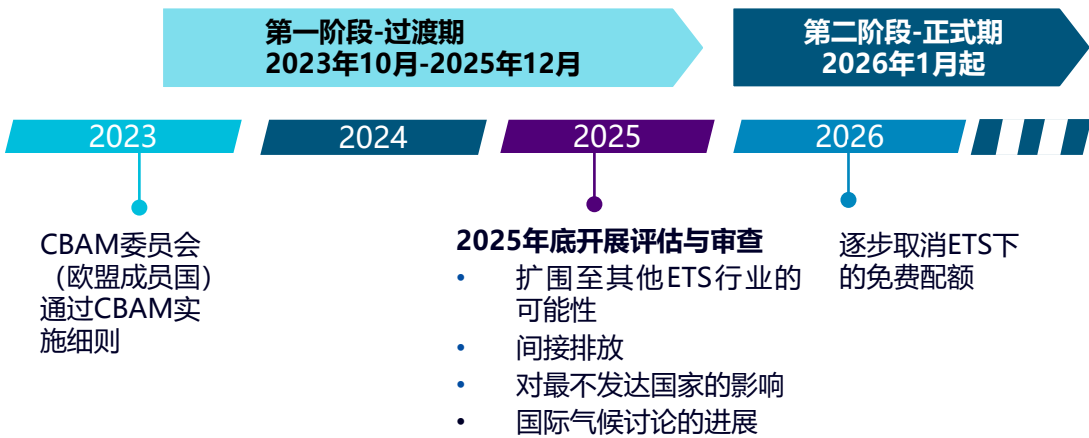 第一阶段-过渡期
2023年10月-2025年12月
第二阶段-正式期
2026年1月起
2023
2024
2025
2026
CBAM委员会
（欧盟成员国）
通过CBAM实
施细则
2025年底开展评估与审查
• 扩围至其他ETS行业的
可能性
• 间接排放
• 对最不发达国家的影响
• 国际气候讨论的进展
逐步取消ETS下
的免费配额